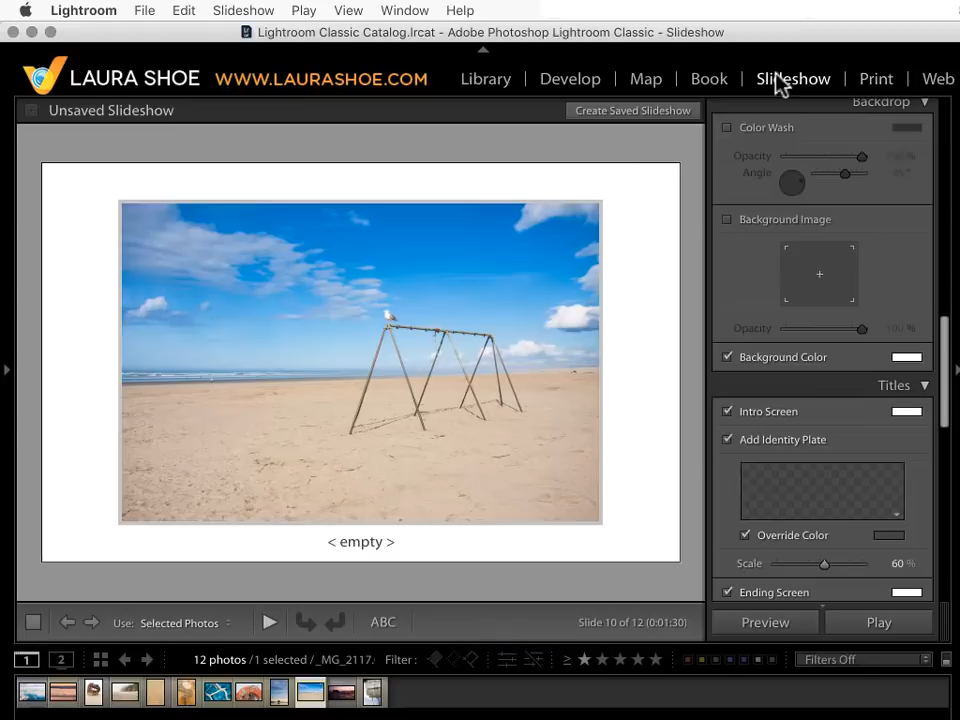 Lightroom File Edit Slideshow Play View Window Help
Lightroom Classic Catalog.lrcat - Adobe Photoshop Lightroom Classic - Slideshow
LAURA SHOE WWW.LAURASHOE.COM Library | Develop | Map | Book | Slideshow | Print | Web
Unsaved Slideshow Create Saved Slideshow
Backdrop
Color Wash
Opacity
Angle
Background Image
Opacity 100 %
Background Color
Titles
Intro Screen
Add Identity Plate
Override Color
Scale 60 %
Ending Screen
< empty >
Use: Selected Photos ABC Slide 10 of 12 (0:01:30)
Preview Play
1 2 12 photos / 1 selected / _MG_2117. Filter : ≥ ★ ★ ★ ★ ★ Filters Off